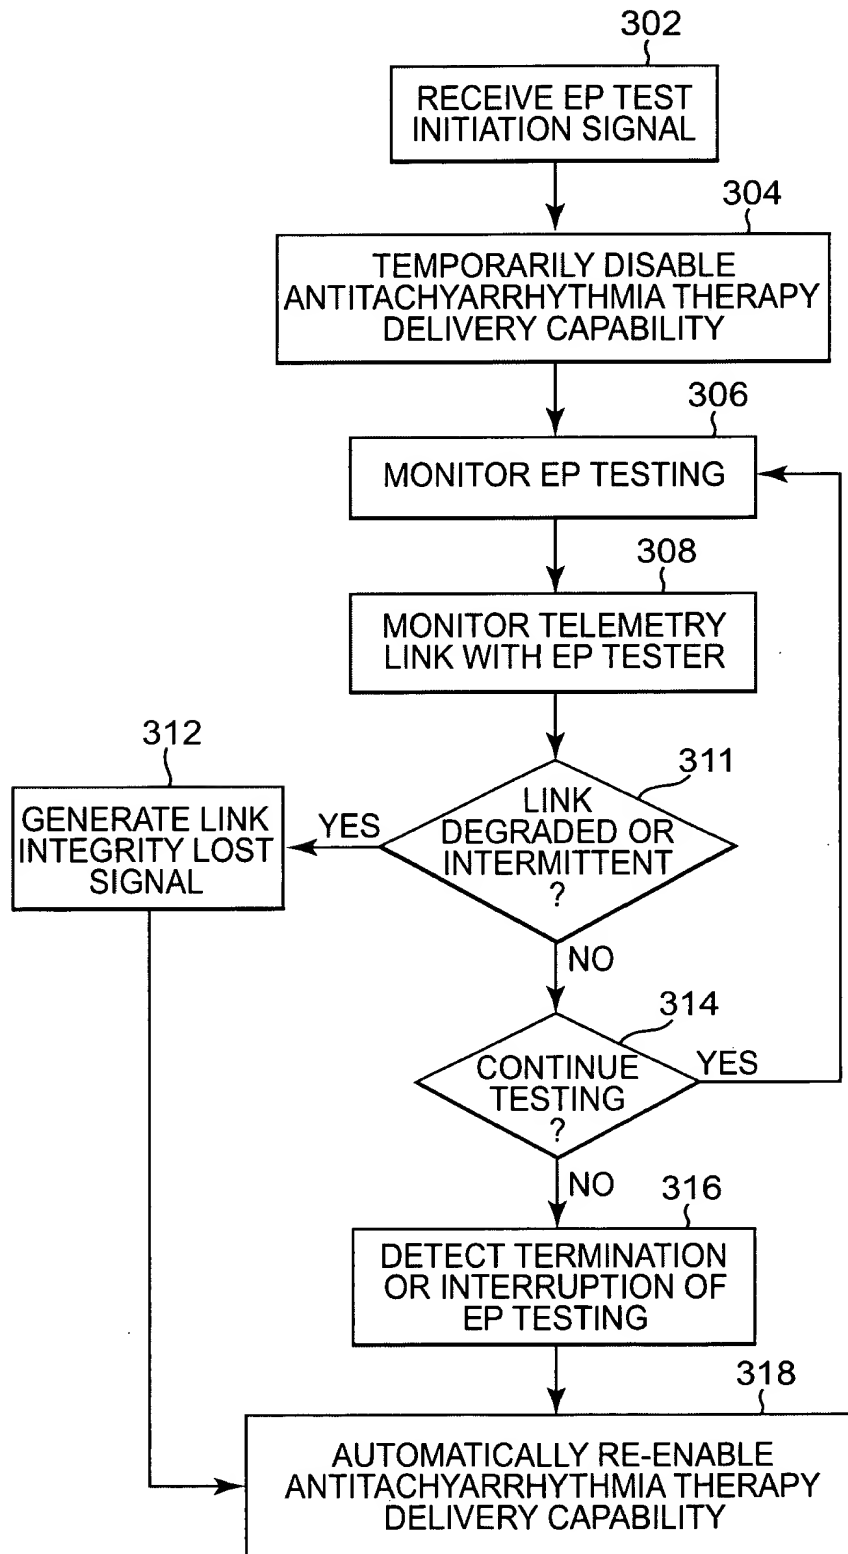 302
RECEIVE EP TEST
INITIATION SIGNAL
304
TEMPORARILY DISABLE
ANTITACHYARRHYTHMIA THERAPY
DELIVERY CAPABILITY
306
MONITOR EP TESTING
308
MONITOR TELEMETRY
LINK WITH EP TESTER
311
LINK
DEGRADED OR
INTERMITTENT
?
YES
312
GENERATE LINK
INTEGRITY LOST
SIGNAL
NO
314
CONTINUE
TESTING
?
YES
NO
316
DETECT TERMINATION
OR INTERRUPTION OF
EP TESTING
318
AUTOMATICALLY RE-ENABLE
ANTITACHYARRHYTHMIA THERAPY
DELIVERY CAPABILITY